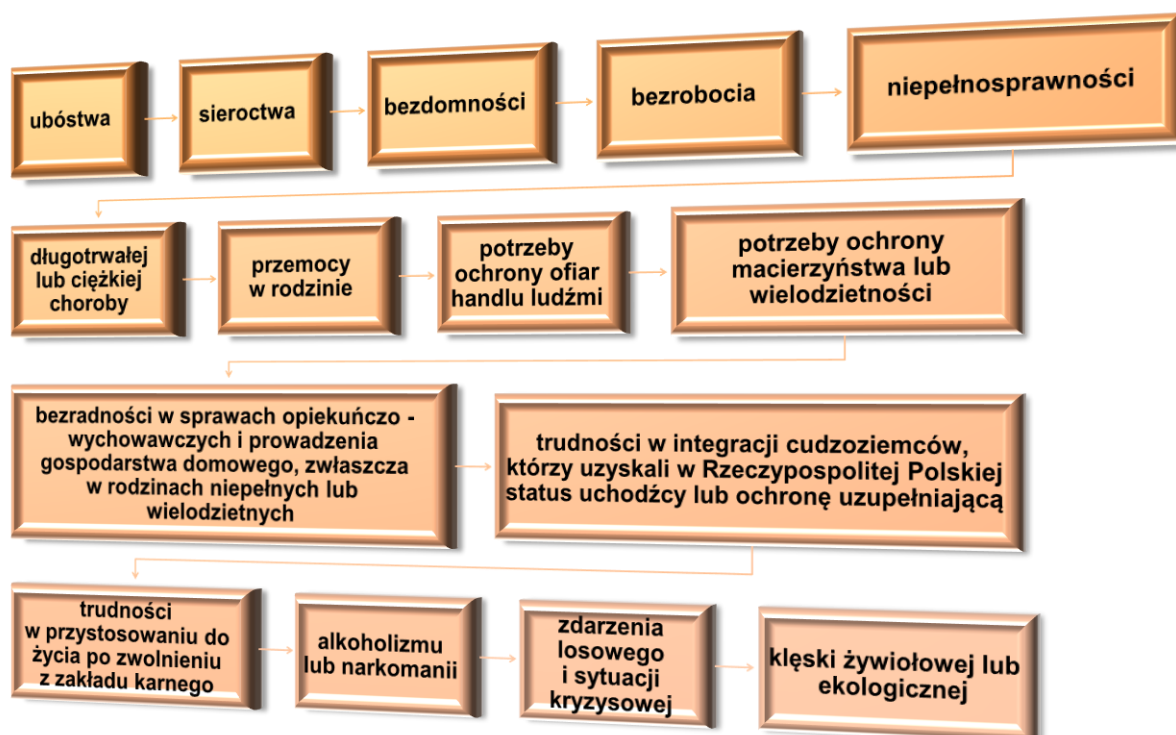 ubóstwa
sieroctwa
bezdomności
bezrobocia
niepełnosprawności
długotrwałej
lub ciężkiej
choroby
przemocy
w rodzinie
potrzeby
ochrony ofiar
handlu ludźmi
potrzeby ochrony
macierzyństwa lub
wielodzietności
bezradności w sprawach opiekuńczo -
wychowawczych i prowadzenia
gospodarstwa domowego, zwłaszcza
w rodzinach niepełnych lub
wielodzietnych
trudności w integracji cudzoziemców,
którzy uzyskali w Rzeczypospolitej Polskiej
status uchodźcy lub ochronę uzupełniającą
trudności
w przystosowaniu do
życia po zwolnieniu
z zakładu karnego
alkoholizmu
lub narkomanii
zdarzenia
losowego
i sytuacji
kryzysowej
klęski żywiołowej lub
ekologicznej